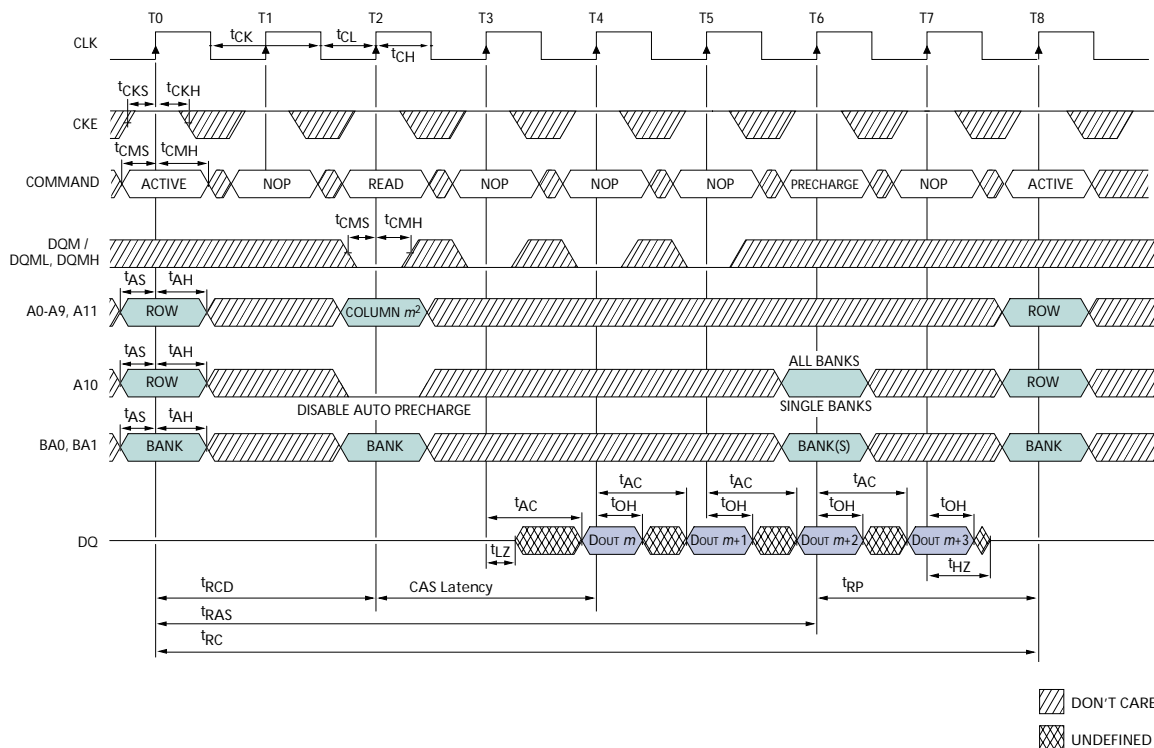 T0 T1 T2 T3 T4 T5 T6 T7 T8
CLK tCK tCL tCH
tCKS tCKH
CKE
tCMS tCMH
COMMAND ACTIVE NOP READ NOP NOP NOP PRECHARGE NOP ACTIVE
tCMS tCMH
DQM /
DQML, DQMH
tAS tAH
A0-A9, A11 ROW COLUMN m² ROW
tAS tAH ALL BANKS
A10 ROW ROW
DISABLE AUTO PRECHARGE SINGLE BANKS
tAS tAH
BA0, BA1 BANK BANK BANK(S) BANK
tAC tAC tAC tAC
tOH tOH tOH tOH
DQ DOUT m DOUT m+1 DOUT m+2 DOUT m+3
tLZ tHZ
tRCD CAS Latency tRP
tRAS
tRC
DON'T CARE
UNDEFINED